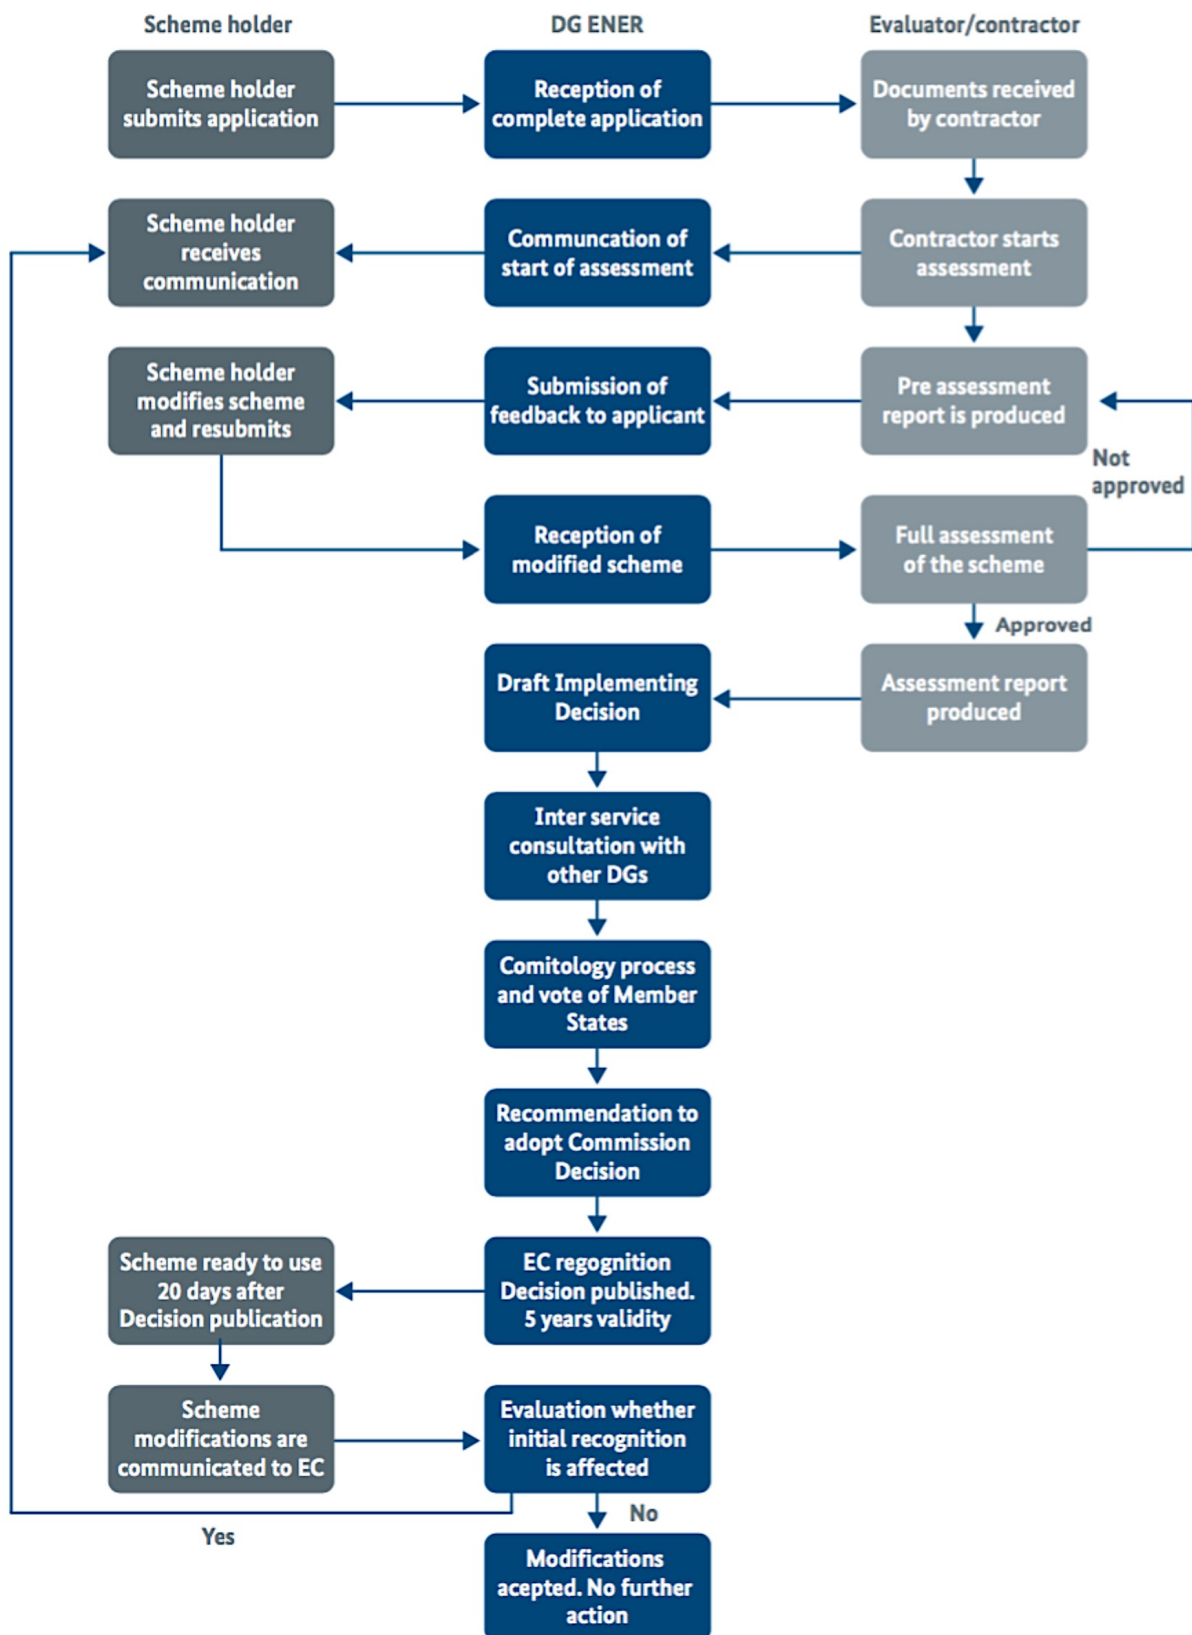 Scheme holder
DG ENER
Evaluator/contractor
Scheme holder
submits application
Reception of
complete application
Documents received
by contractor
Scheme holder
receives
communication
Communcation of
start of assessment
Contractor starts
assessment
Scheme holder
modifies scheme
and resubmits
Submission of
feedback to applicant
Pre assessment
report is produced
Not
approved
Reception of
modified scheme
Full assessment
of the scheme
Approved
Draft Implementing
Decision
Assessment report
produced
Inter service
consultation with
other DGs
Comitology process
and vote of Member
States
Recommendation to
adopt Commission
Decision
Scheme ready to use
20 days after
Decision publication
EC regognition
Decision published.
5 years validity
Scheme
modifications are
communicated to EC
Evaluation whether
initial recognition
is affected
Yes
No
Modifications
acepted. No further
action